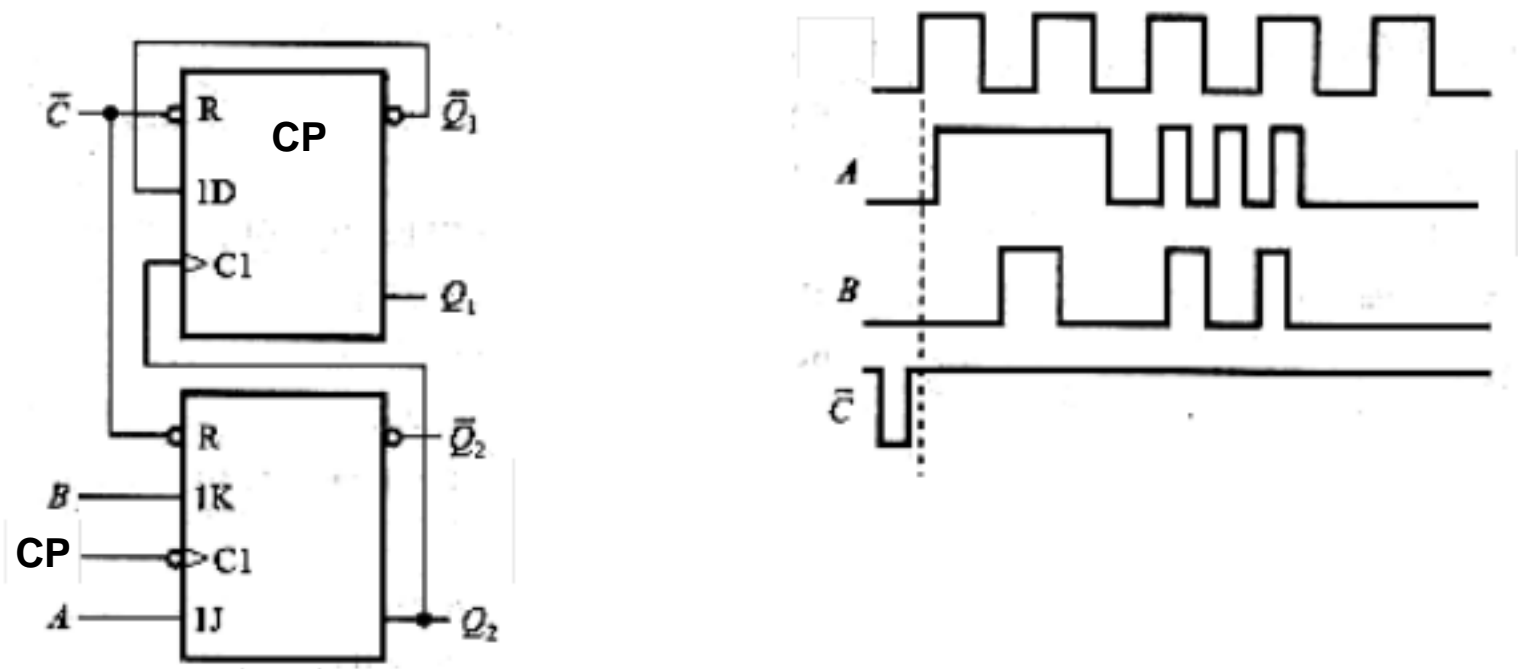 C̅ R CP Q̅₁
1D
C1 Q₁
R Q̅₂
B 1K
CP C1
A 1J Q₂
A
B
C̅